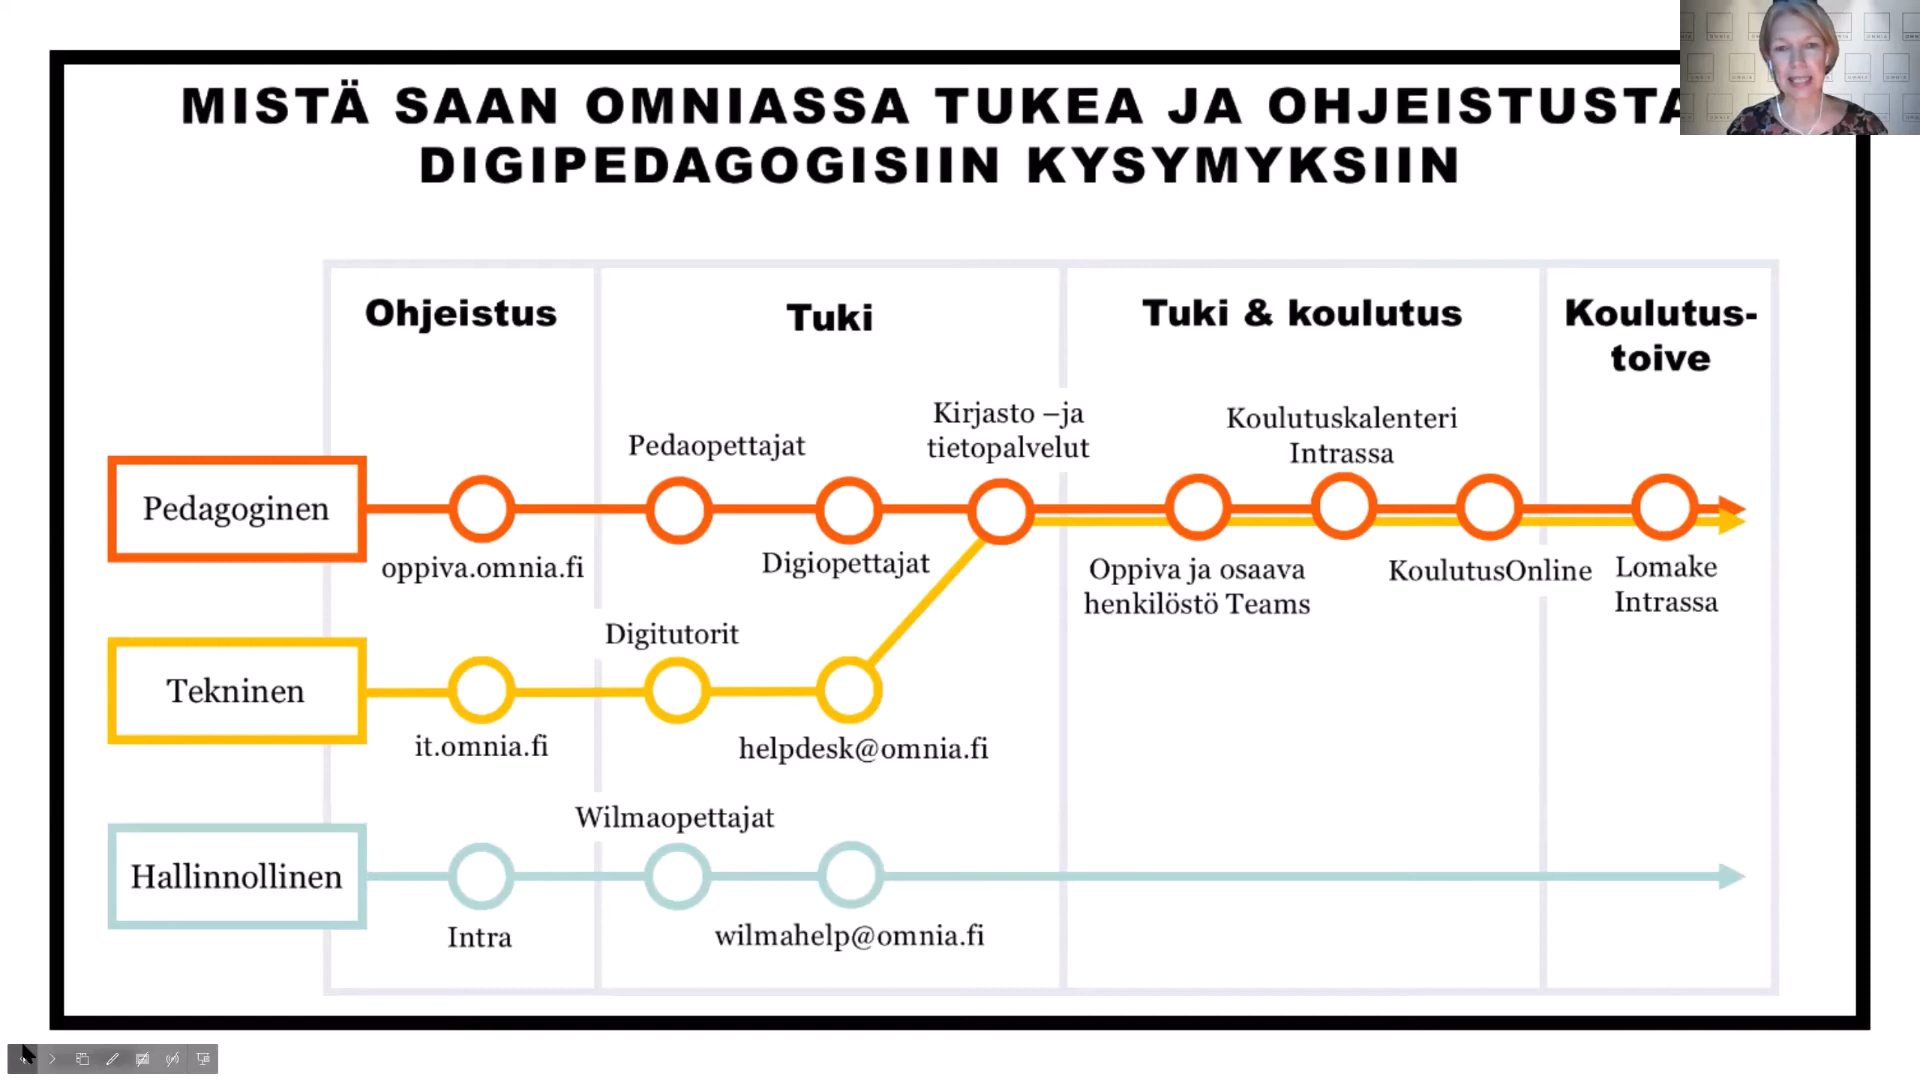 MISTÄ SAAN OMNIASSA TUKEA JA OHJEISTUSTA
DIGIPEDAGOGISIIN KYSYMYKSIIN
Ohjeistus
Tuki
Tuki & koulutus
Koulutus-
toive
Kirjasto –ja
tietopalvelut
Koulutuskalenteri
Intrassa
Pedaopettajat
Pedagoginen
oppiva.omnia.fi
Digiopettajat
Oppiva ja osaava
henkilöstö Teams
KoulutusOnline
Lomake
Intrassa
Digitutorit
Tekninen
it.omnia.fi
helpdesk@omnia.fi
Wilmaopettajat
Hallinnollinen
Intra
wilmahelp@omnia.fi